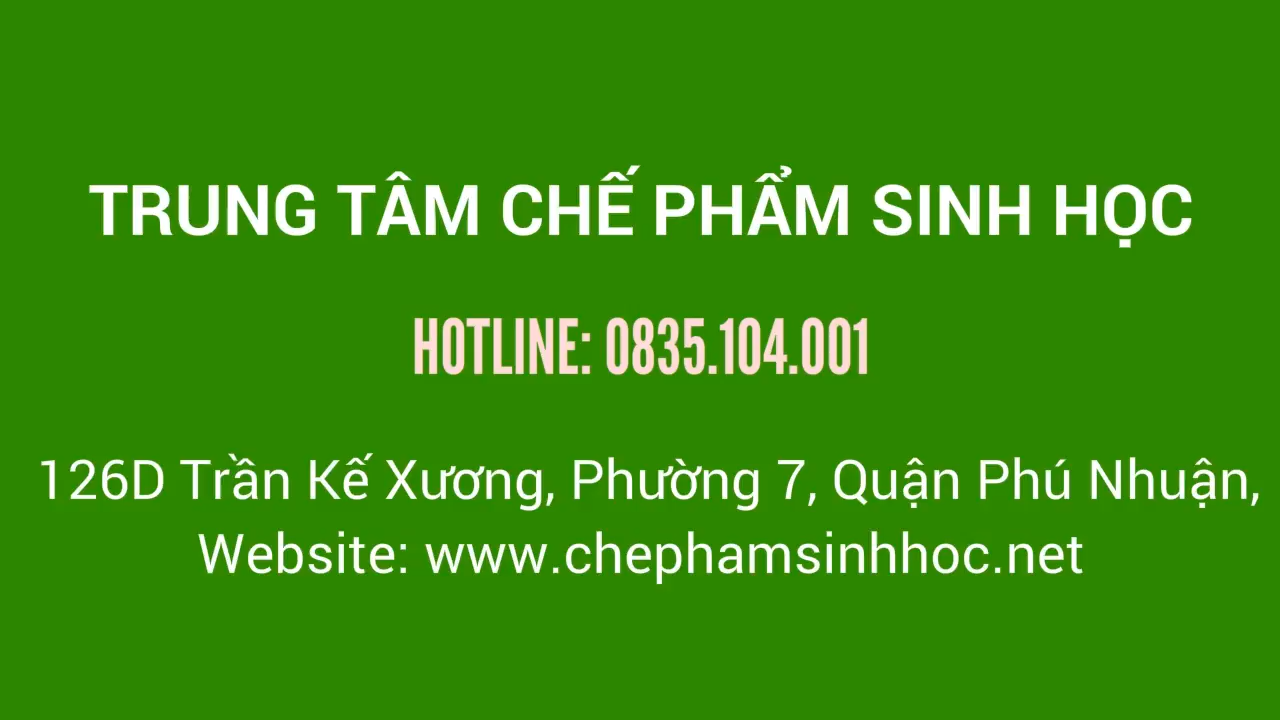 TRUNG TÂM CHẾ PHẨM SINH HỌC
HOTLINE: 0835.104.001
126D Trần Kế Xương, Phường 7, Quận Phú Nhuận,
Website: www.chephamsinhhoc.net